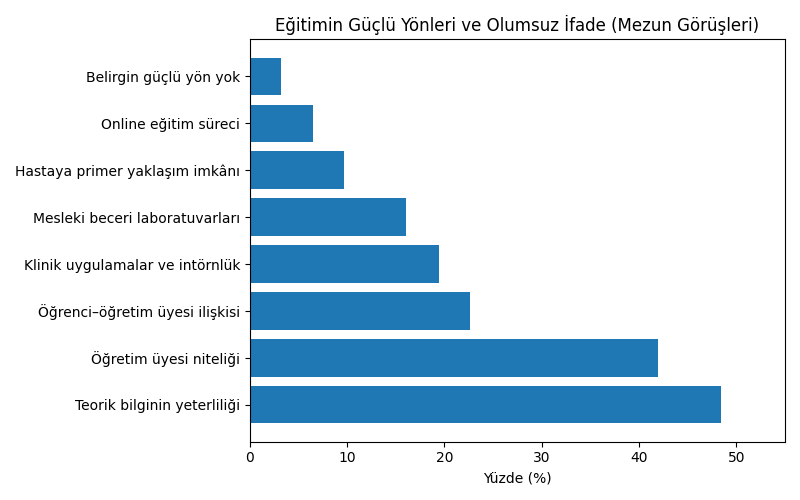 Eğitimin Güçlü Yönleri ve Olumsuz İfade (Mezun Görüşleri)
Belirgin güçlü yön yok
Online eğitim süreci
Hastaya primer yaklaşım imkânı
Mesleki beceri laboratuvarları
Klinik uygulamalar ve intörnlük
Öğrenci–öğretim üyesi ilişkisi
Öğretim üyesi niteliği
Teorik bilginin yeterliliği
0 10 20 30 40 50
Yüzde (%)